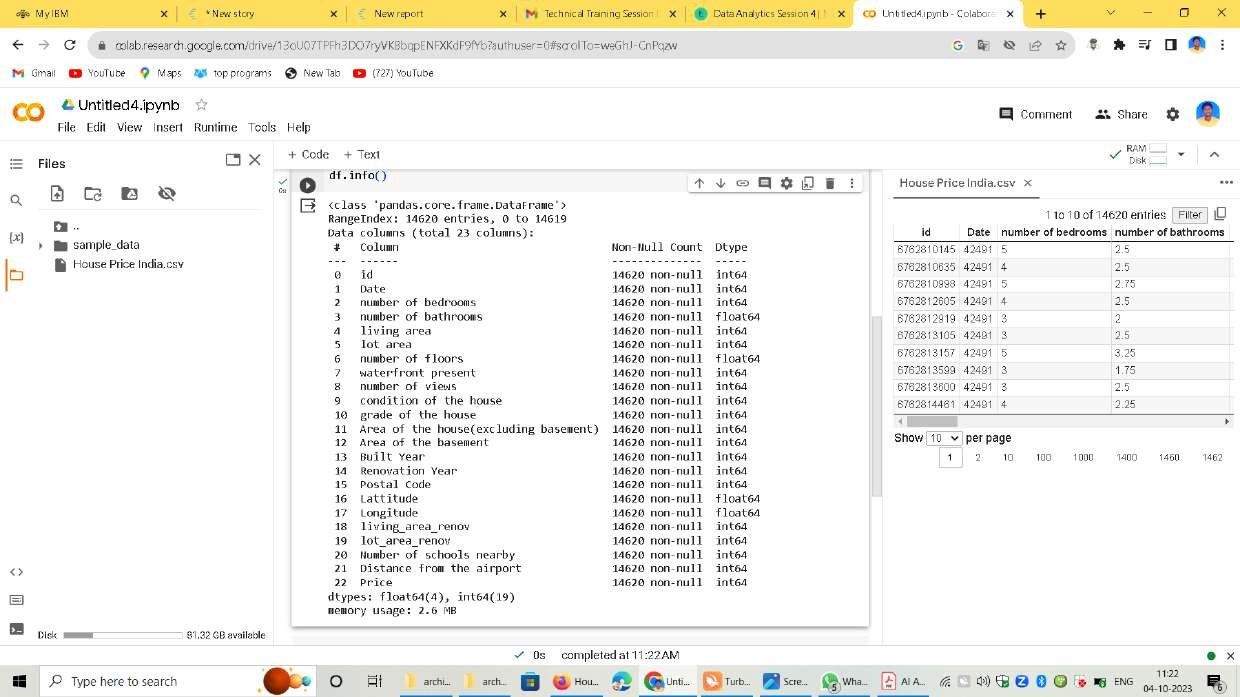 My IBM
* New story
New report
Technical Training Session
Data Analytics Session 4 |
Untitled4.ipynb - Colabora
colab.research.google.com/drive/
Gmail
YouTube
Maps
top programs
New Tab
(727) YouTube
Untitled4.ipynb
File Edit View Insert Runtime Tools Help
Comment
Share
Files
+ Code + Text
RAM
Disk
..
sample_data
House Price India.csv
0s
df.info()
<class 'pandas.core.frame.DataFrame'>
RangeIndex: 14620 entries, 0 to 14619
Data columns (total 23 columns):
# Column Non-Null Count Dtype
--- ------ -------------- -----
0 id 14620 non-null int64
1 Date 14620 non-null int64
2 number of bedrooms 14620 non-null int64
3 number of bathrooms 14620 non-null float64
4 living area 14620 non-null int64
5 lot area 14620 non-null int64
6 number of floors 14620 non-null float64
7 waterfront present 14620 non-null int64
8 number of views 14620 non-null int64
9 condition of the house 14620 non-null int64
10 grade of the house 14620 non-null int64
11 Area of the house(excluding basement) 14620 non-null int64
12 Area of the basement 14620 non-null int64
13 Built Year 14620 non-null int64
14 Renovation Year 14620 non-null int64
15 Postal Code 14620 non-null int64
16 Lattitude 14620 non-null float64
17 Longitude 14620 non-null float64
18 living_area_renov 14620 non-null int64
19 lot_area_renov 14620 non-null int64
20 Number of schools nearby 14620 non-null int64
21 Distance from the airport 14620 non-null int64
22 Price 14620 non-null int64
dtypes: float64(4), int64(19)
memory usage: 2.6 MB
House Price India.csv
1 to 10 of 14620 entries Filter
id Date number of bedrooms number of bathrooms
6762810145 42491 5 2.5
6762810635 42491 4 2.5
6762810998 42491 5 2.75
6762812605 42491 4 2.5
6762812919 42491 3 2
6762813105 42491 3 2.5
6762813157 42491 5 3.25
6762813599 42491 3 1.75
6762813600 42491 3 2.5
6762814461 42491 4 2.25
Show 10 per page
1 2 10 100 1000 1400 1460 1462
Disk 81.32 GB available
0s completed at 11:22 AM
Type here to search
archi...
arch...
Hou...
Unti...
Turb...
Scre...
Wha...
5
AI A...
ENG
11:22
04-10-2023
6